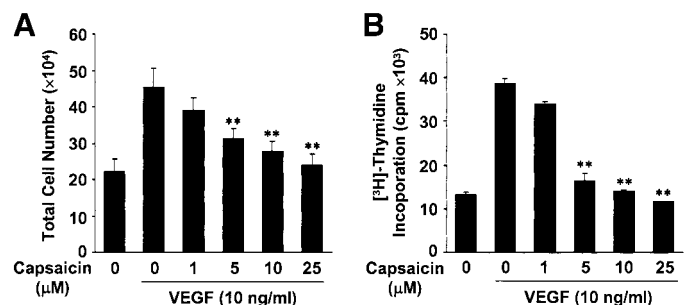 A
Total Cell Number (×10⁴)
60
50
40
30
20
10
0
** ** **
Capsaicin (μM)
0 0 1 5 10 25
VEGF (10 ng/ml)
B
[³H]-Thymidine
Incoporation (cpm ×10³)
50
40
30
20
10
0
** ** **
Capsaicin (μM)
0 0 1 5 10 25
VEGF (10 ng/ml)